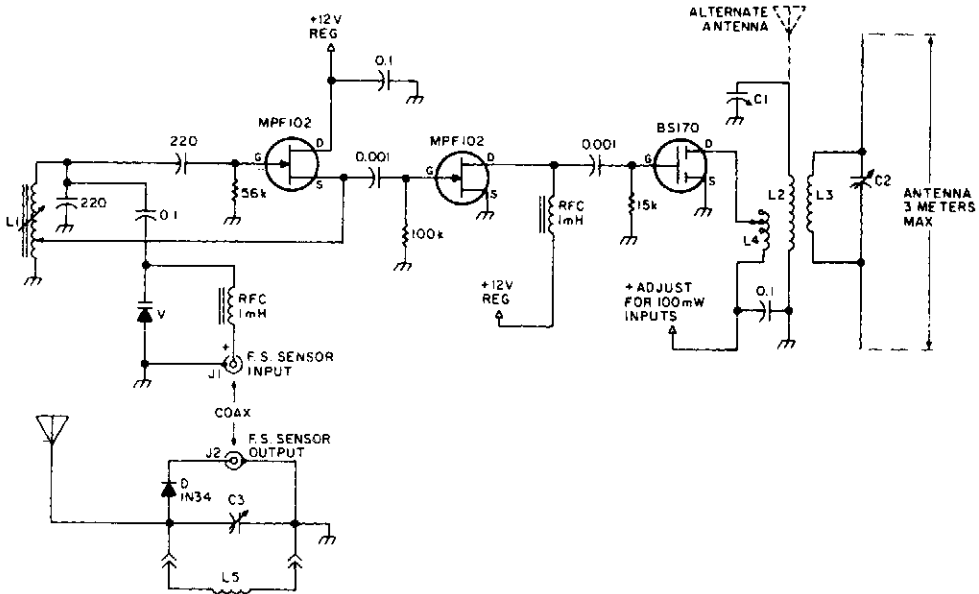 ALTERNATE
ANTENNA
+12V
REG
0.1
C1
MPF102
MPF102
BS170
220
0.001
0.001
D
G
S
D
G
S
D
G
S
56k
220
0.1
L1
100k
RFC
1mH
15k
L2
L3
C2
L4
ANTENNA
3 METERS
MAX
+12V
REG
+ ADJUST
FOR 100mW
INPUTS
0.1
V
RFC
1mH
+
J1
F.S. SENSOR
INPUT
COAX
J2
F.S. SENSOR
OUTPUT
D
1N34
C3
L5